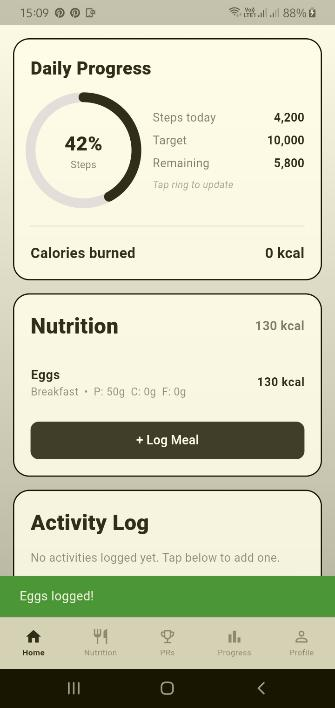 15:09
88%
Daily Progress
42%
Steps
Steps today 4,200
Target 10,000
Remaining 5,800
Tap ring to update
Calories burned 0 kcal
Nutrition 130 kcal
Eggs
Breakfast • P: 50g C: 0g F: 0g
130 kcal
+ Log Meal
Activity Log
No activities logged yet. Tap below to add one.
Eggs logged!
Home Nutrition PRs Progress Profile